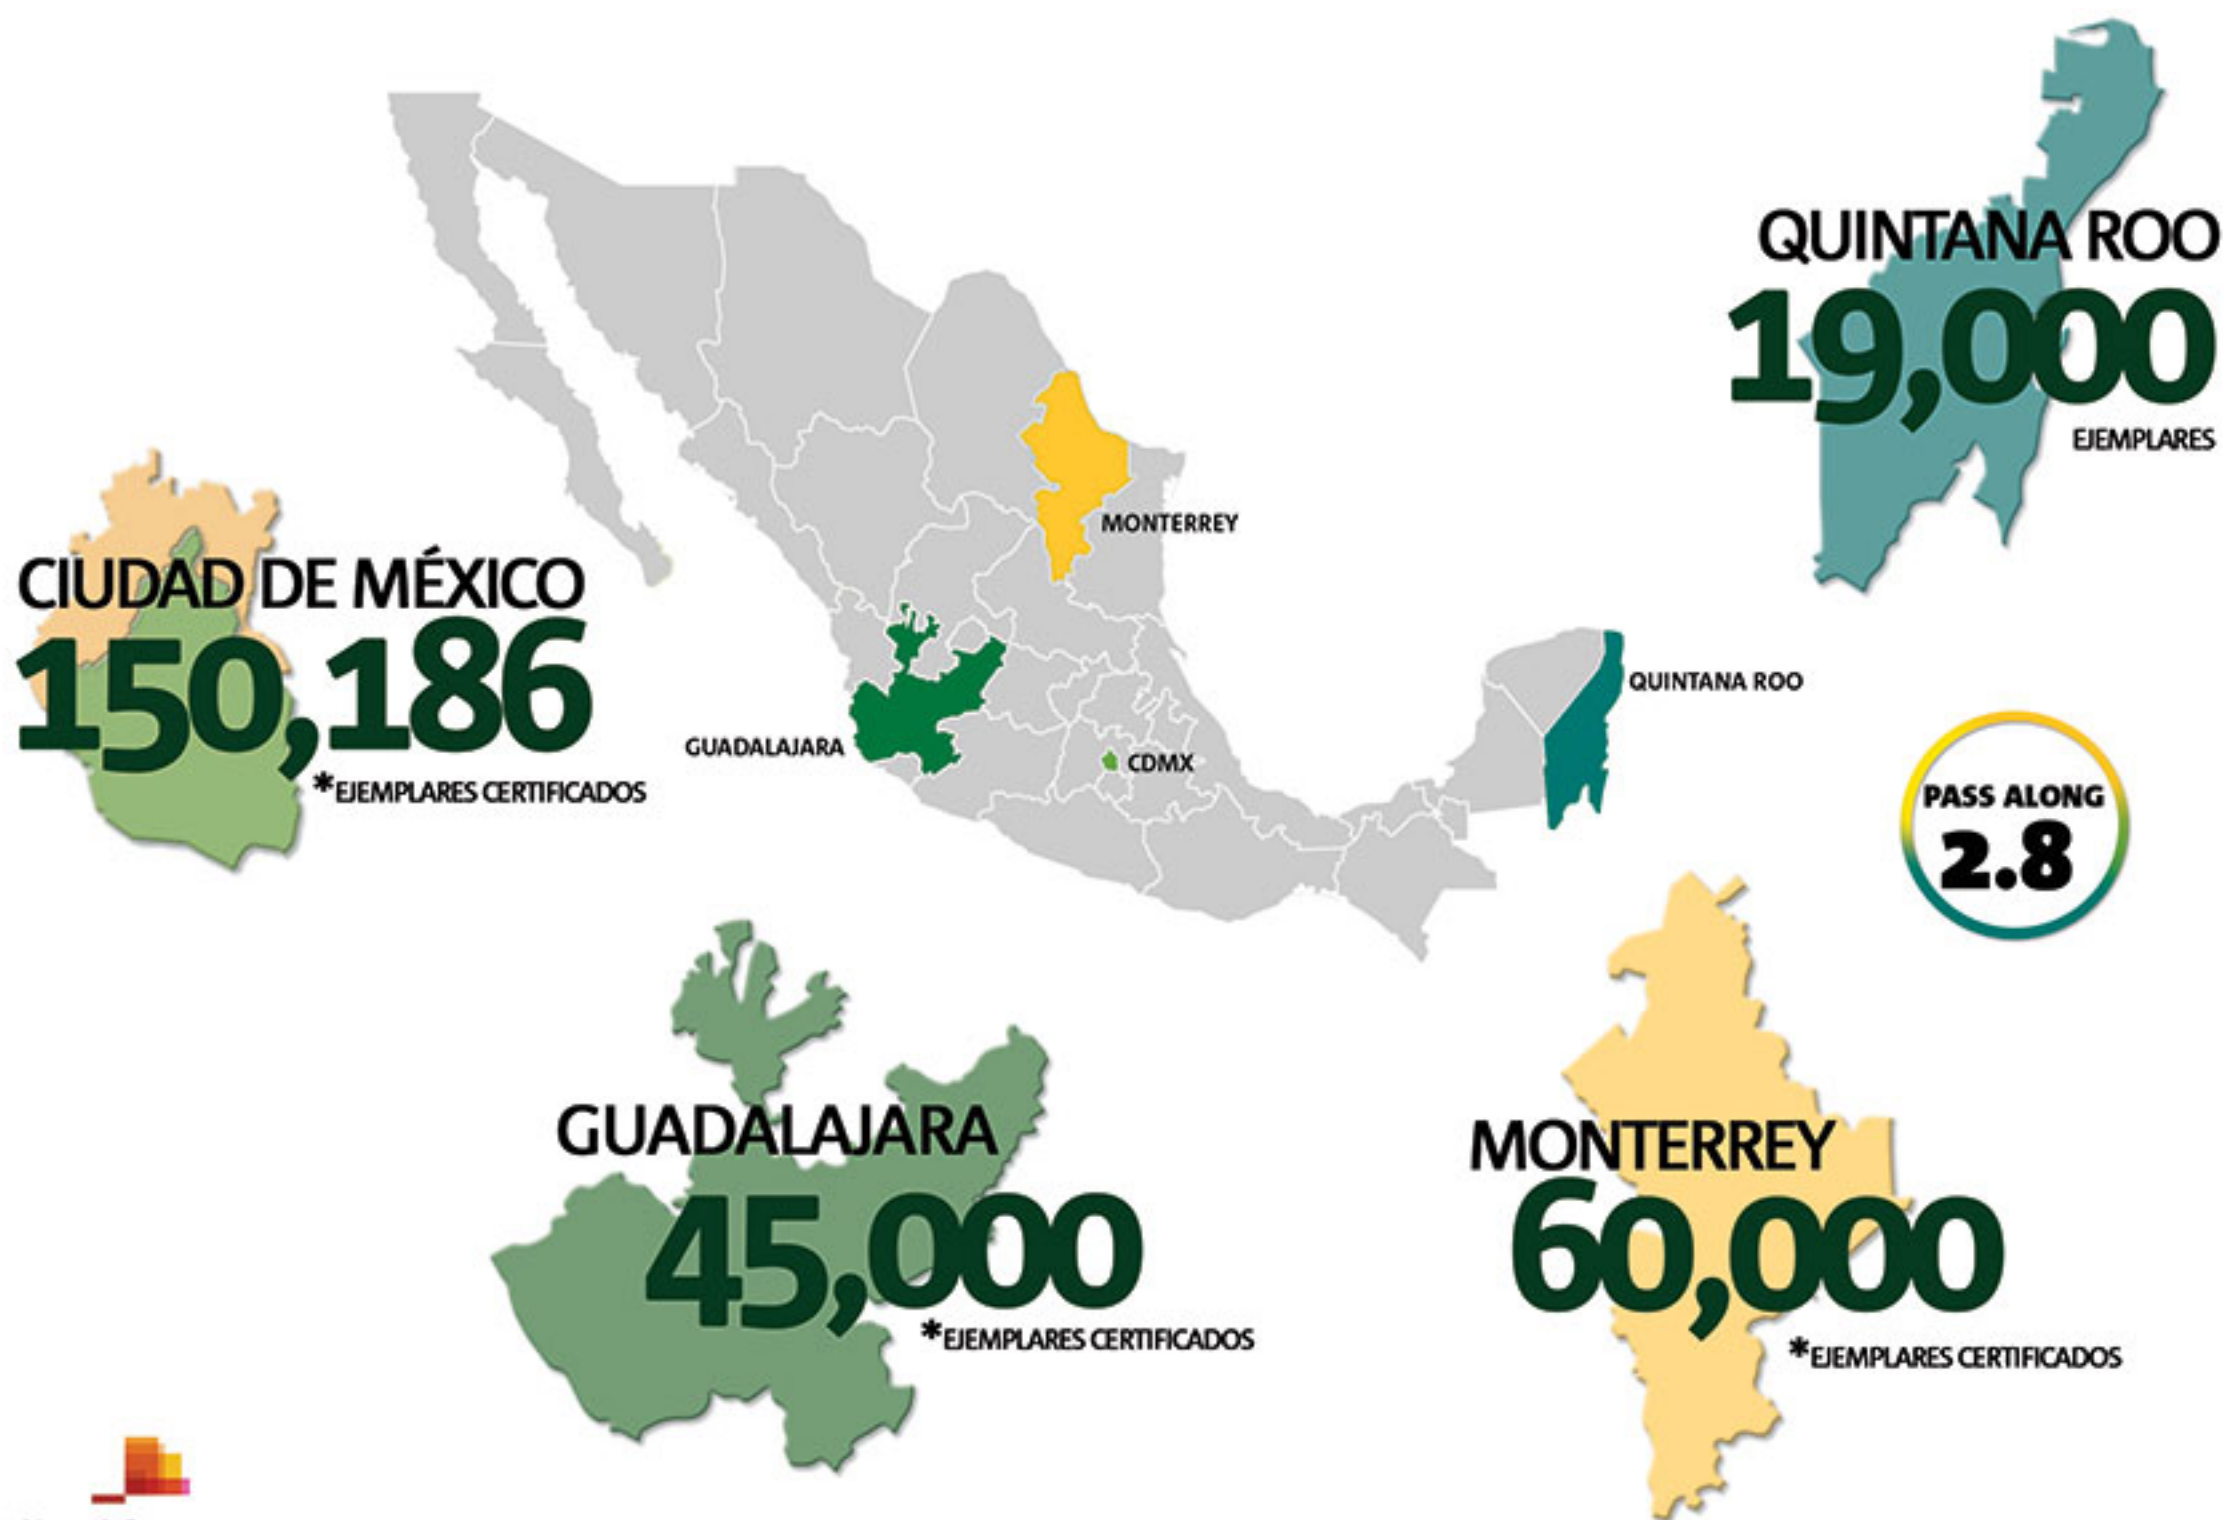 QUINTANA ROO
19,000
EJEMPLARES
CIUDAD DE MÉXICO
150,186
*EJEMPLARES CERTIFICADOS
MONTERREY
QUINTANA ROO
GUADALAJARA
CDMX
PASS ALONG
2.8
GUADALAJARA
45,000
*EJEMPLARES CERTIFICADOS
MONTERREY
60,000
*EJEMPLARES CERTIFICADOS